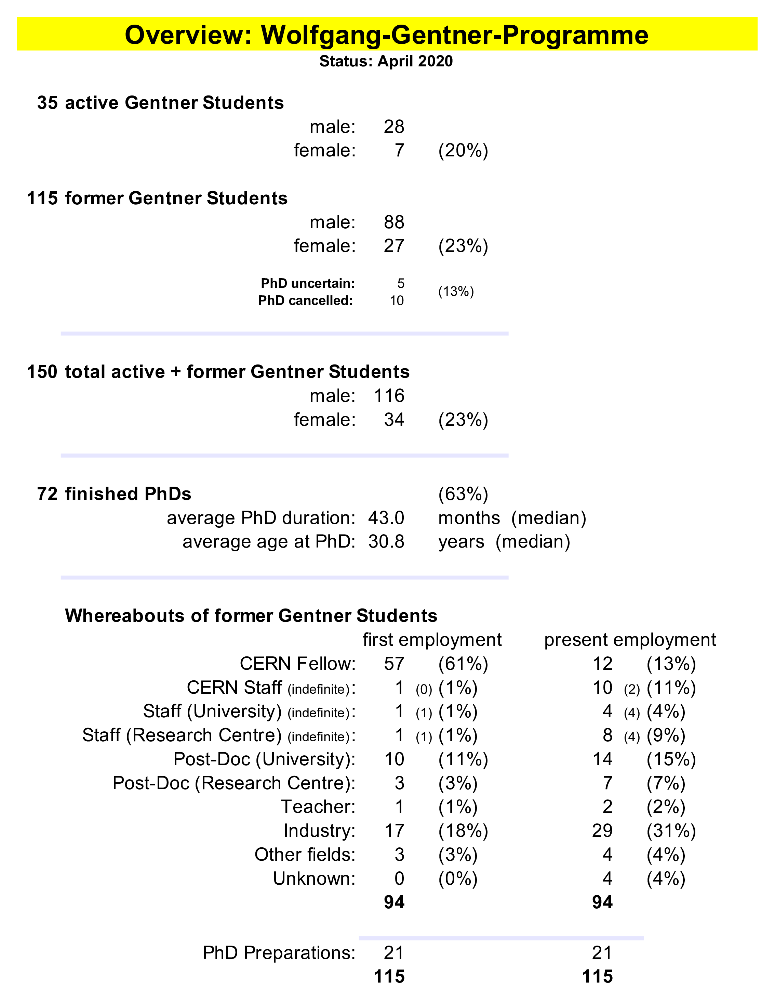 Overview: Wolfgang-Gentner-Programme
Status: April 2020
35 active Gentner Students
male: 28
female: 7 (20%)
115 former Gentner Students
male: 88
female: 27 (23%)
PhD uncertain: 5
(13%)
PhD cancelled: 10
150 total active + former Gentner Students
male: 116
female: 34 (23%)
72 finished PhDs (63%)
average PhD duration: 43.0 months (median)
average age at PhD: 30.8 years (median)
Whereabouts of former Gentner Students
first employment present employment
CERN Fellow: 57 (61%) 12 (13%)
CERN Staff (indefinite): 1 (0) (1%) 10 (2) (11%)
Staff (University) (indefinite): 1 (1) (1%) 4 (4) (4%)
Staff (Research Centre) (indefinite): 1 (1) (1%) 8 (4) (9%)
Post-Doc (University): 10 (11%) 14 (15%)
Post-Doc (Research Centre): 3 (3%) 7 (7%)
Teacher: 1 (1%) 2 (2%)
Industry: 17 (18%) 29 (31%)
Other fields: 3 (3%) 4 (4%)
Unknown: 0 (0%) 4 (4%)
94 94
PhD Preparations: 21 21
115 115